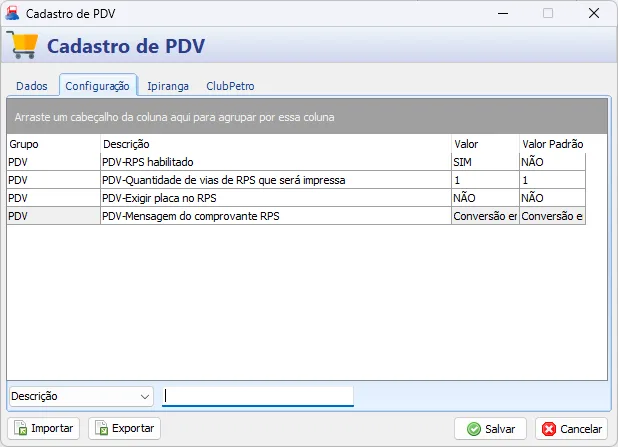 Cadastro de PDV
Cadastro de PDV
Dados Configuração Ipiranga ClubPetro
Arraste um cabeçalho da coluna aqui para agrupar por essa coluna
Grupo Descrição Valor Valor Padrão
PDV PDV-RPS habilitado SIM NÃO
PDV PDV-Quantidade de vias de RPS que será impressa 1 1
PDV PDV-Exigir placa no RPS NÃO NÃO
PDV PDV-Mensagem do comprovante RPS Conversão er Conversão e
Descrição
Importar Exportar Salvar Cancelar